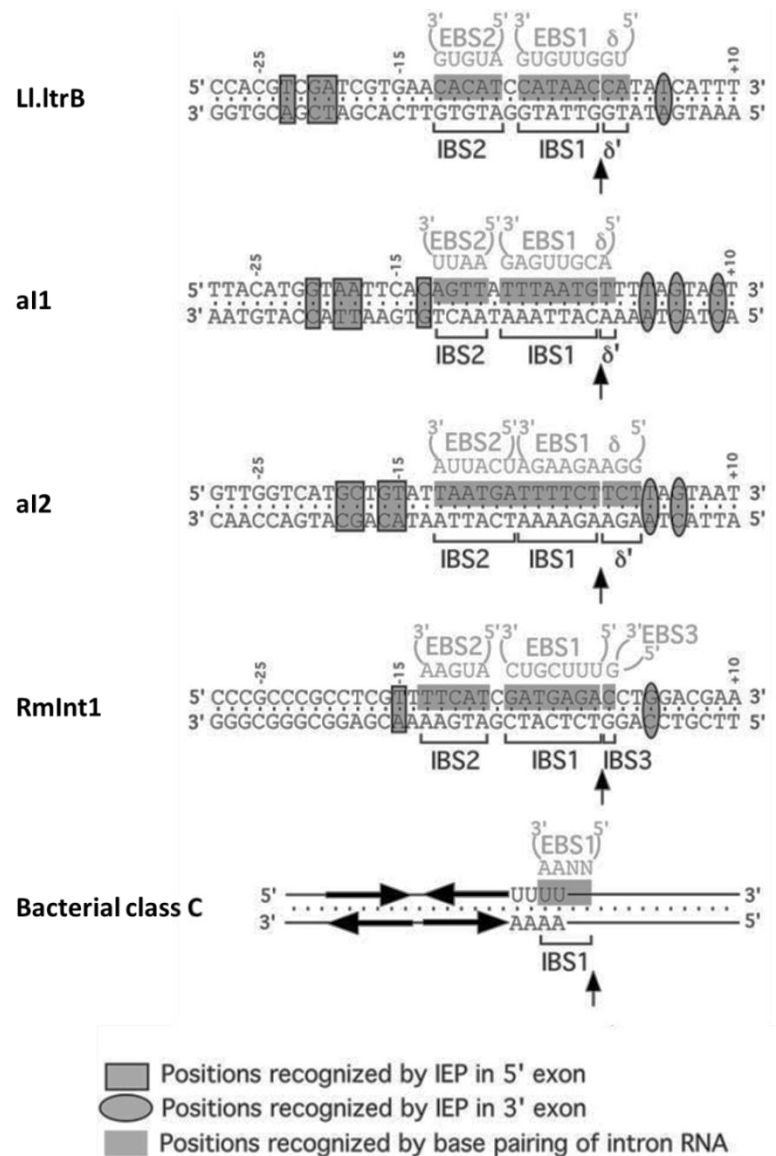 3' 5' 3' 5'
EBS2 EBS1 δ
GUGUA GUGUUGGU
-25 -15 +10
Ll.ltrB
5' CCACGTCGATCGTGAACACATCCATAACCATATCATTT 3'
3' GGTGCAGCTAGCACTTGTGTAGGTATTGGTATAGTAAA 5'
IBS2 IBS1 δ'
3' 5' 3' 5'
EBS2 EBS1 δ
UUAA GAGUUGCA
-25 -15 +10
aI1
5' TTACATGGTAATTCACAGTTATTTAATGTTTTAGTAGT 3'
3' AATGTACCATTAAGTGTCAATAAATTACAAAATCATCA 5'
IBS2 IBS1 δ'
3' 5' 3' 5'
EBS2 EBS1 δ
AUUACUAGAAGAAGG
-25 -15 +10
aI2
5' GTTGGTCATGCTGTATTAATGATTTTCTTCTTAGTAAT 3'
3' CAACCAGTACGACATAATTACTAAAAGAAGAATCATTA 5'
IBS2 IBS1 δ'
3' 5' 3' 5' 3' EBS3
EBS2 EBS1 5'
AAGUA CUGCUUU G
-25 -15 +10
RmInt1
5' CCCGCCCGCCTCGTTTTCATCGATGAGACCTGGACGAA 3'
3' GGGCGGGCGGAGCAAAAGTAGCTACTCTGGACCTGCTT 5'
IBS2 IBS1 IBS3
3' 5'
EBS1
AANN
Bacterial class C
5' UUUU 3'
3' AAAA 5'
IBS1
Positions recognized by IEP in 5' exon
Positions recognized by IEP in 3' exon
Positions recognized by base pairing of intron RNA